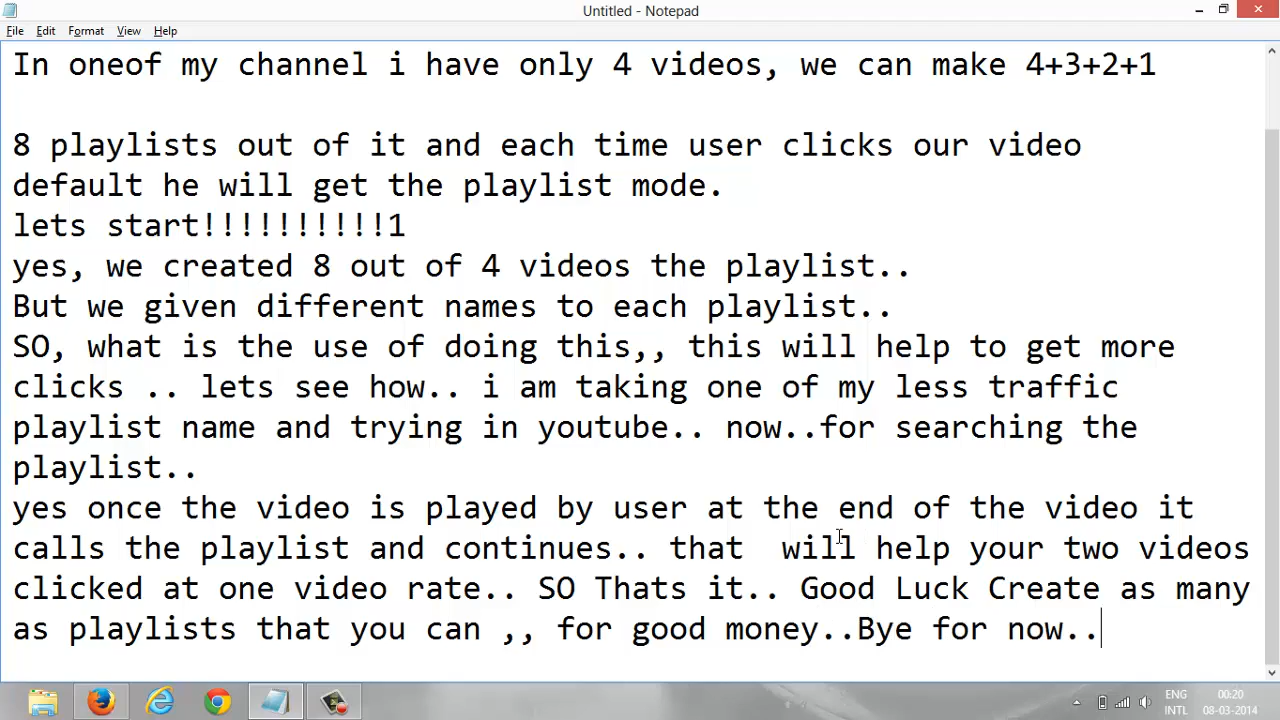 Untitled - Notepad
File Edit Format View Help
In oneof my channel i have only 4 videos, we can make 4+3+2+1
8 playlists out of it and each time user clicks our video
default he will get the playlist mode.
lets start!!!!!!!!!!1
yes, we created 8 out of 4 videos the playlist..
But we given different names to each playlist..
SO, what is the use of doing this,, this will help to get more
clicks .. lets see how.. i am taking one of my less traffic
playlist name and trying in youtube.. now..for searching the
playlist..
yes once the video is played by user at the end of the video it
calls the playlist and continues.. that  will help your two videos
clicked at one video rate.. SO Thats it.. Good Luck Create as many
as playlists that you can ,, for good money..Bye for now..
ENG 00:20
INTL 08-03-2014